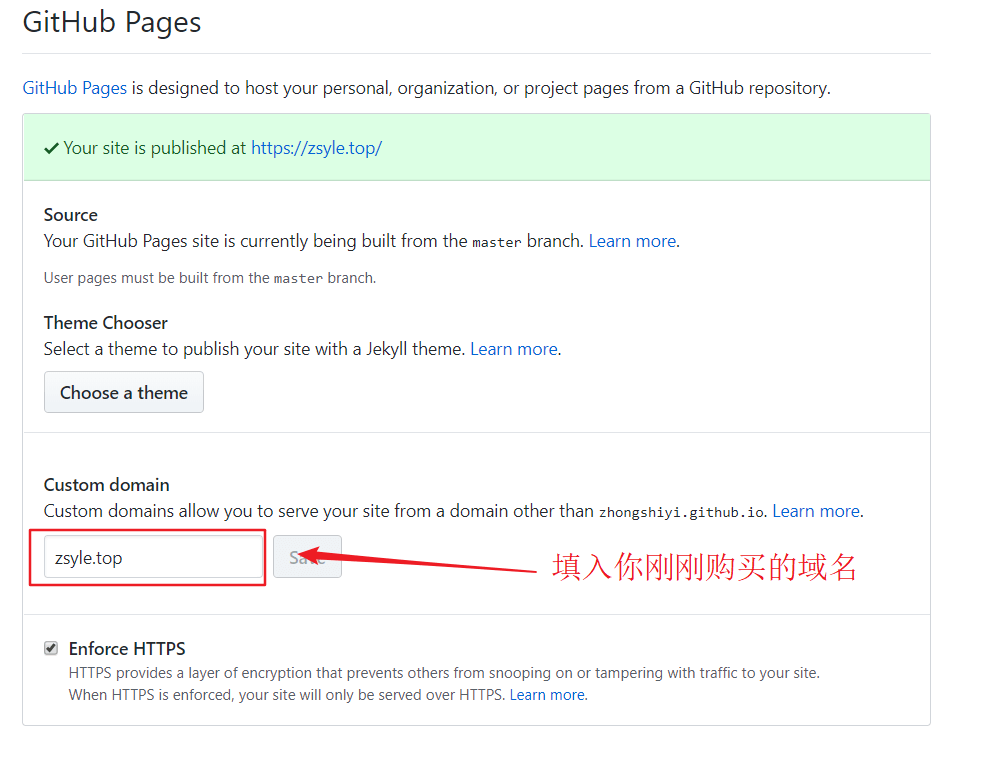 GitHub Pages
GitHub Pages is designed to host your personal, organization, or project pages from a GitHub repository.
Your site is published at https://zsyle.top/
Source
Your GitHub Pages site is currently being built from the master branch. Learn more.
User pages must be built from the master branch.
Theme Chooser
Select a theme to publish your site with a Jekyll theme. Learn more.
Choose a theme
Custom domain
Custom domains allow you to serve your site from a domain other than zhongshiyi.github.io. Learn more.
zsyle.top
Save
填入你刚刚购买的域名
Enforce HTTPS
HTTPS provides a layer of encryption that prevents others from snooping on or tampering with traffic to your site.
When HTTPS is enforced, your site will only be served over HTTPS. Learn more.